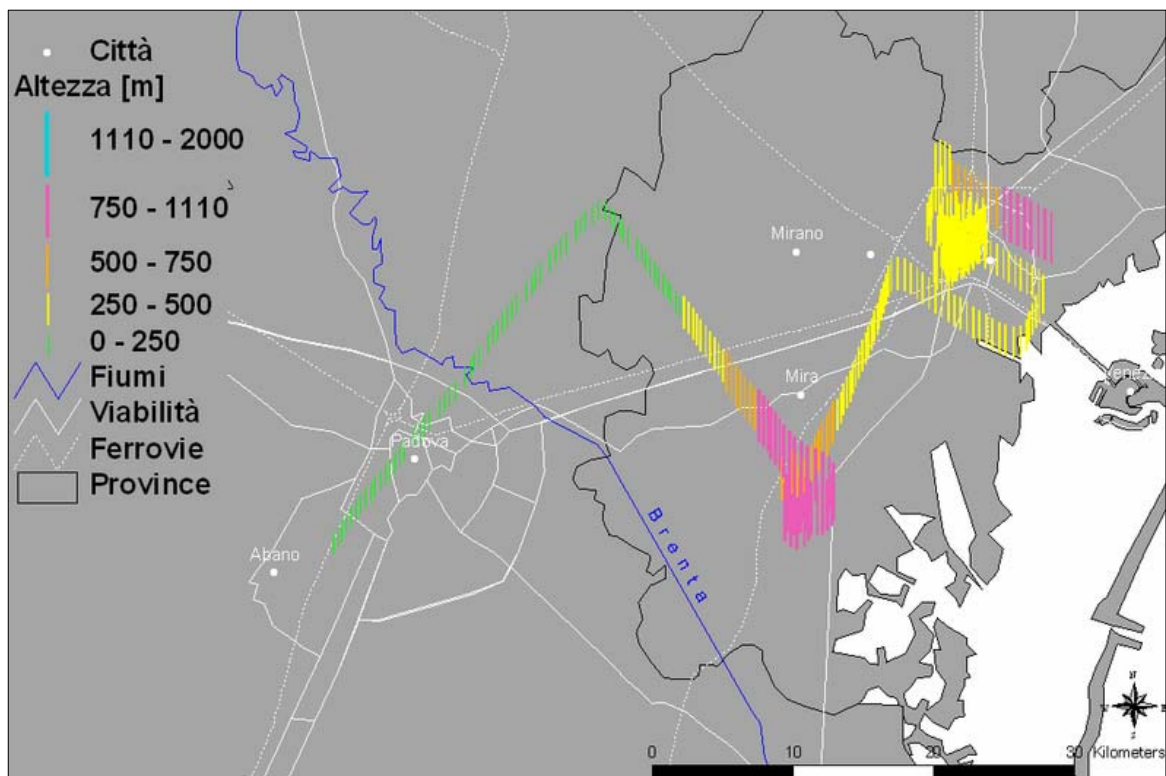 Città
Altezza [m]
1110 - 2000
750 - 1110
500 - 750
250 - 500
0 - 250
Fiumi
Viabilità
Ferrovie
Province
Mirano
Mira
Padova
Abano
Brenta
N
S
0 10 20 30 Kilometers